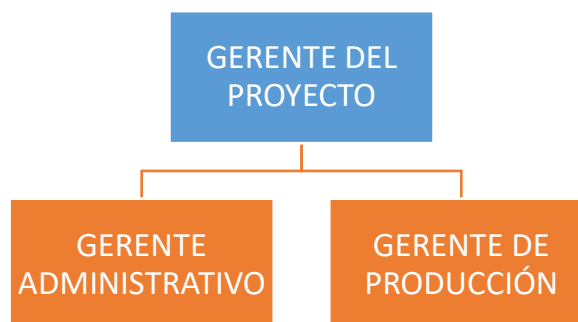 GERENTE DEL
PROYECTO
GERENTE
ADMINISTRATIVO
GERENTE DE
PRODUCCIÓN